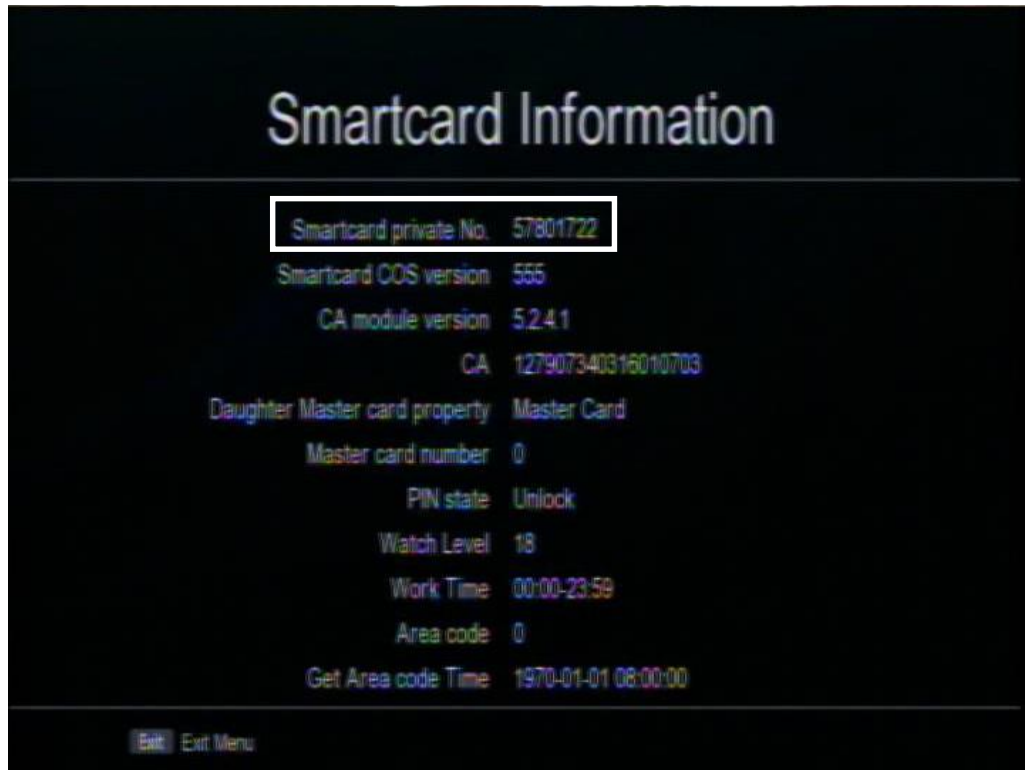 Smartcard Information
Smartcard private No. 57801722
Smartcard COS version 555
CA module version 5.2.4.1
CA 127907340316010703
Daughter Master card property Master Card
Master card number 0
PIN state Unlock
Watch Level 18
Work Time 00:00-23:59
Area code 0
Get Area code Time 1970-01-01 08:00:00
Exit Exit Menu